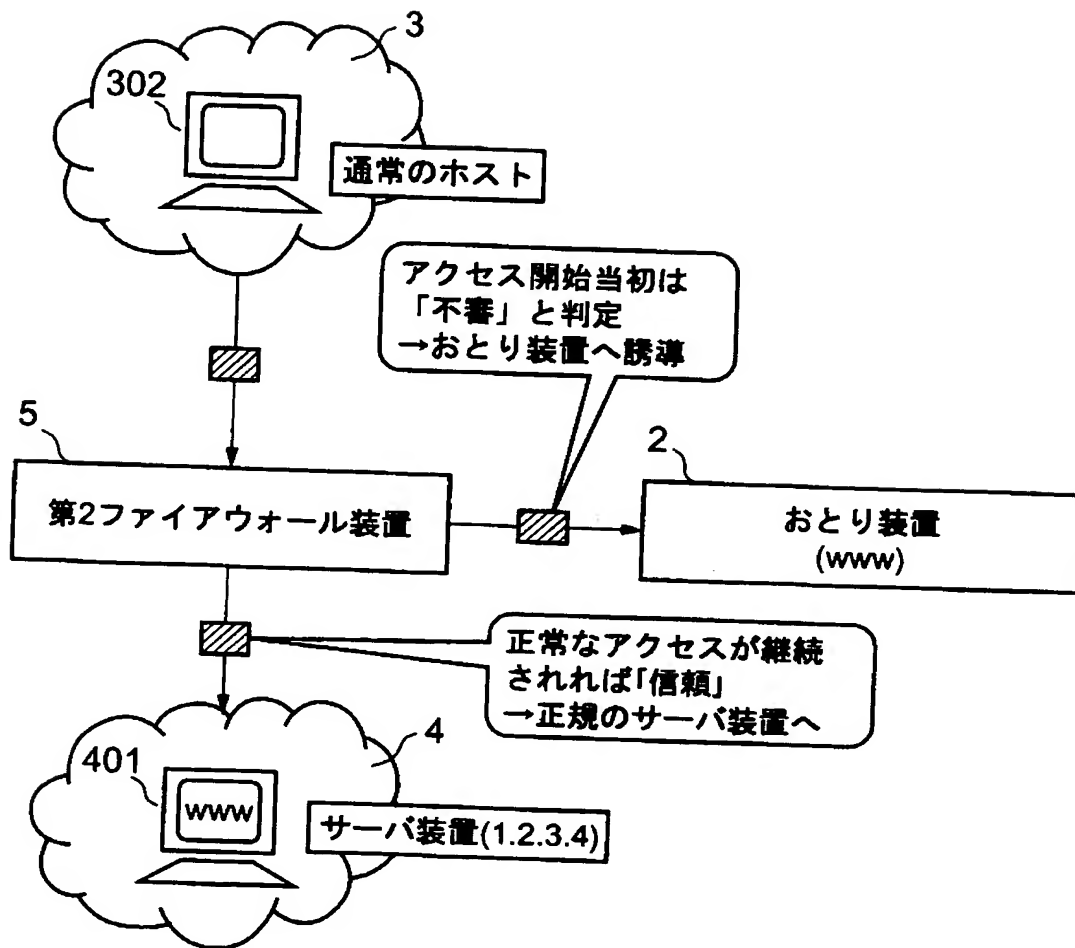 3
302
通常のホスト
アクセス開始当初は
「不審」と判定
→おとり装置へ誘導
5
第2ファイアウォール装置
2
おとり装置
(www)
正常なアクセスが継続
されれば「信頼」
→正規のサーバ装置へ
4
401
www
サーバ装置(1.2.3.4)